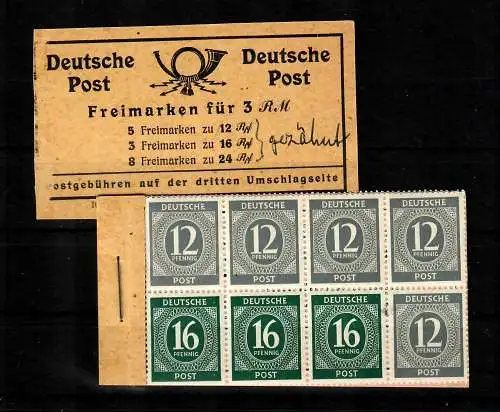 Deutsche Post
Deutsche Post
Freimarken für 3 RM
5 Freimarken zu 12 Rpf
3 Freimarken zu 16 Rpf
8 Freimarken zu 24 Rpf
gezähnt
ostgebühren auf der dritten Umschlagseite
DEUTSCHE 12 PFENNIG POST
DEUTSCHE 12 PFENNIG POST
DEUTSCHE 12 PFENNIG POST
DEUTSCHE 12 PFENNIG POST
DEUTSCHE 16 PFENNIG POST
DEUTSCHE 16 PFENNIG POST
DEUTSCHE 16 PFENNIG POST
DEUTSCHE 12 PFENNIG POST